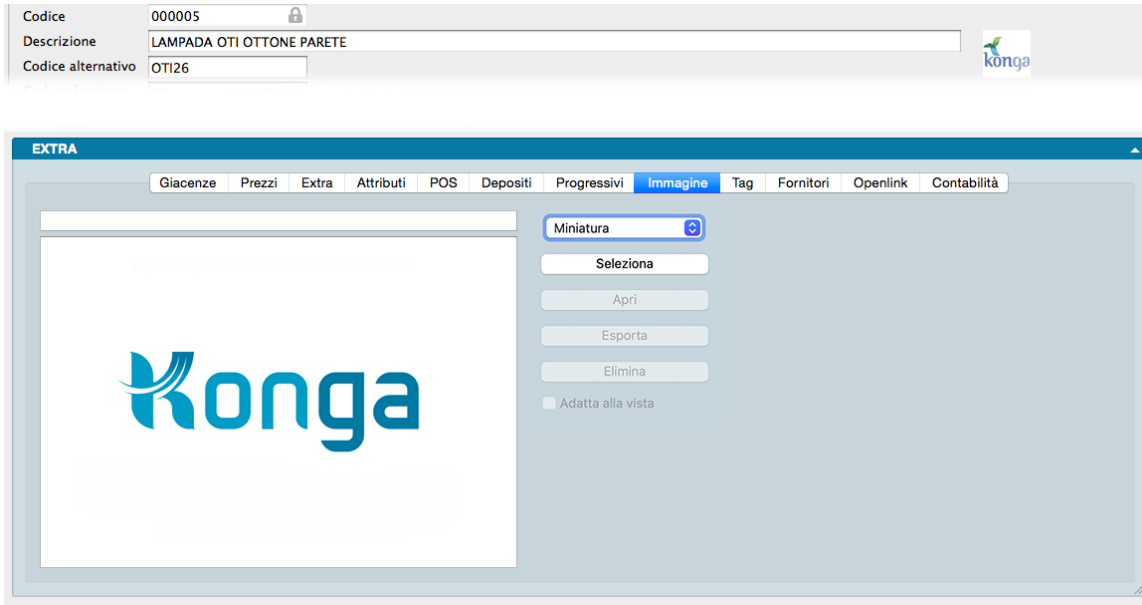 Codice 000005
Descrizione LAMPADA OTI OTTONE PARETE
konga
Codice alternativo OTI26
EXTRA
Giacenze Prezzi Extra Attributi POS Depositi Progressivi Immagine Tag Fornitori Openlink Contabilità
Miniatura
Seleziona
Apri
Esporta
Elimina
Adatta alla vista
Konga